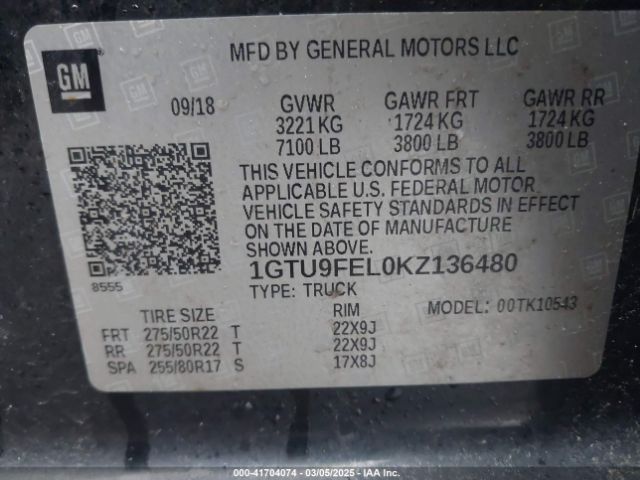 GM
MFD BY GENERAL MOTORS LLC
09/18 GVWR GAWR FRT GAWR RR
3221 KG 1724 KG 1724 KG
7100 LB 3800 LB 3800 LB
THIS VEHICLE CONFORMS TO ALL
APPLICABLE U.S. FEDERAL MOTOR
VEHICLE SAFETY STANDARDS IN EFFECT
ON THE DATE OF MANUFACTURE
SHOWN ABOVE.
8555
1GTU9FEL0KZ136480
TYPE: TRUCK
TIRE SIZE RIM MODEL: 00TK10543
FRT 275/50R22 T 22X9J
RR 275/50R22 T 22X9J
SPA 255/80R17 S 17X8J
000-41704074 — 03/05/2025 — IAA Inc.